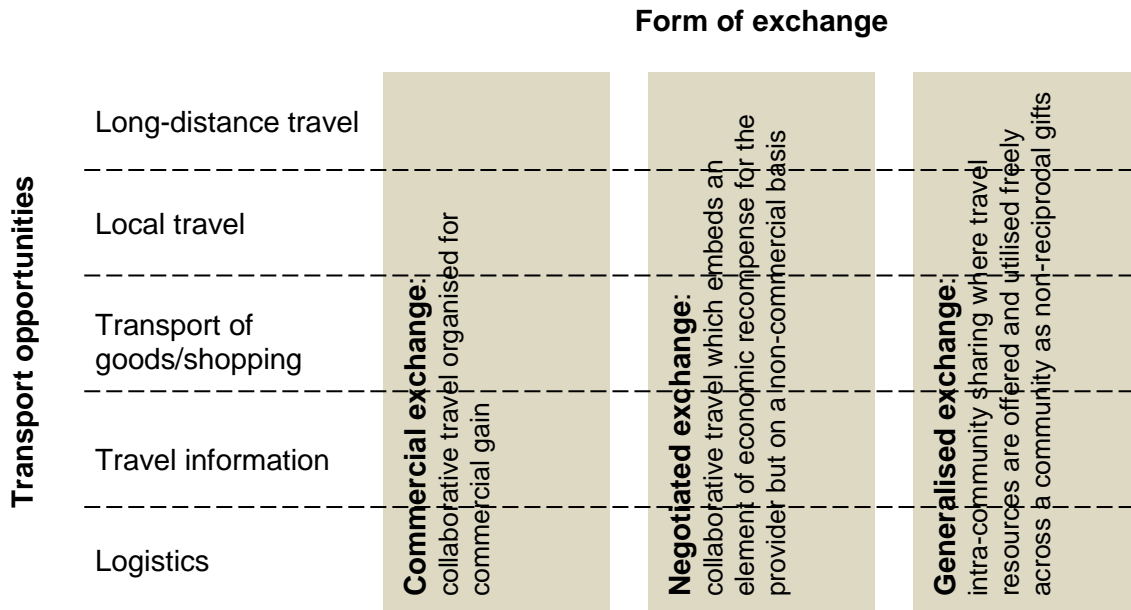 Form of exchange
Transport opportunities
Long-distance travel
Local travel
Transport of
goods/shopping
Travel information
Logistics
Commercial exchange:
collaborative travel organised for
commercial gain
Negotiated exchange:
collaborative travel which embeds an
element of economic recompense for the
provider but on a non-commercial basis
Generalised exchange:
intra-community sharing where travel
resources are offered and utilised freely
across a community as non-reciprodal gifts